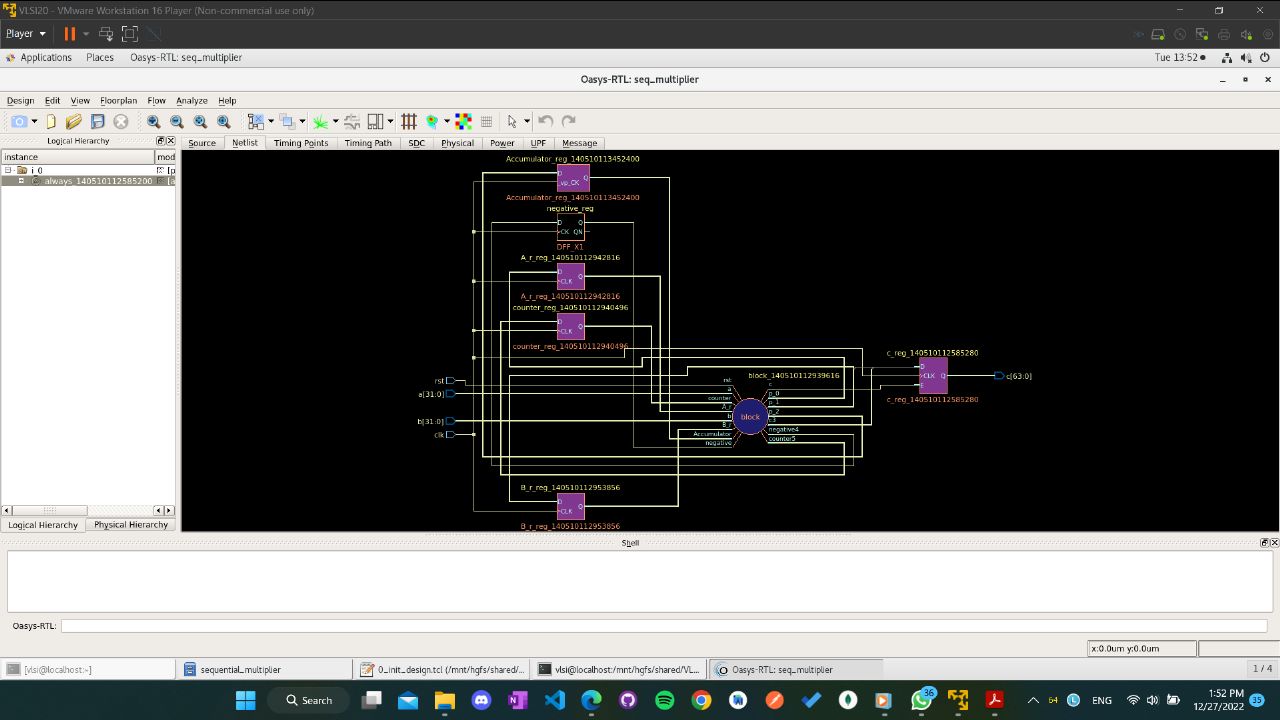 VLSI20 - VMware Workstation 16 Player (Non-commercial use only)
Player
Applications Places Oasys-RTL: seq_multiplier Tue 13:52
Oasys-RTL: seq_multiplier
Design Edit View Floorplan Flow Analyze Help
Logical Hierarchy
Source Netlist Timing Points Timing Path SDC Physical Power UPF Message
instance mod
i_0 [p
always_140510112585200 [a
Accumulator_reg_140510113452400
D Q
_vp_CK
Accumulator_reg_140510113452400
negative_reg
D Q
CK QN
DFF_X1
A_r_reg_140510112942816
D Q
CLK
A_r_reg_140510112942816
counter_reg_140510112940496
D Q
CLK
counter_reg_140510112940496
c_reg_140510112585280
D
CLK Q
E
c[63:0]
c_reg_140510112585280
block_140510112939616
rst
a[31:0]
b[31:0]
clk
rst
a
counter
A_r
b
B_r
Accumulator
negative
block
c
p_0
p_1
p_2
c3
negative4
counter5
B_r_reg_140510112953856
D Q
CLK
B_r_reg_140510112953856
Logical Hierarchy Physical Hierarchy
Shell
Oasys-RTL:
x:0.0um y:0.0um
[vlsi@localhost:~] sequential_multiplier 0_init_design.tcl (/mnt/hgfs/shared/... vlsi@localhost:/mnt/hgfs/shared/VL... Oasys-RTL: seq_multiplier 1 / 4
Search 36 64 ENG 1:52 PM
12/27/2022 35